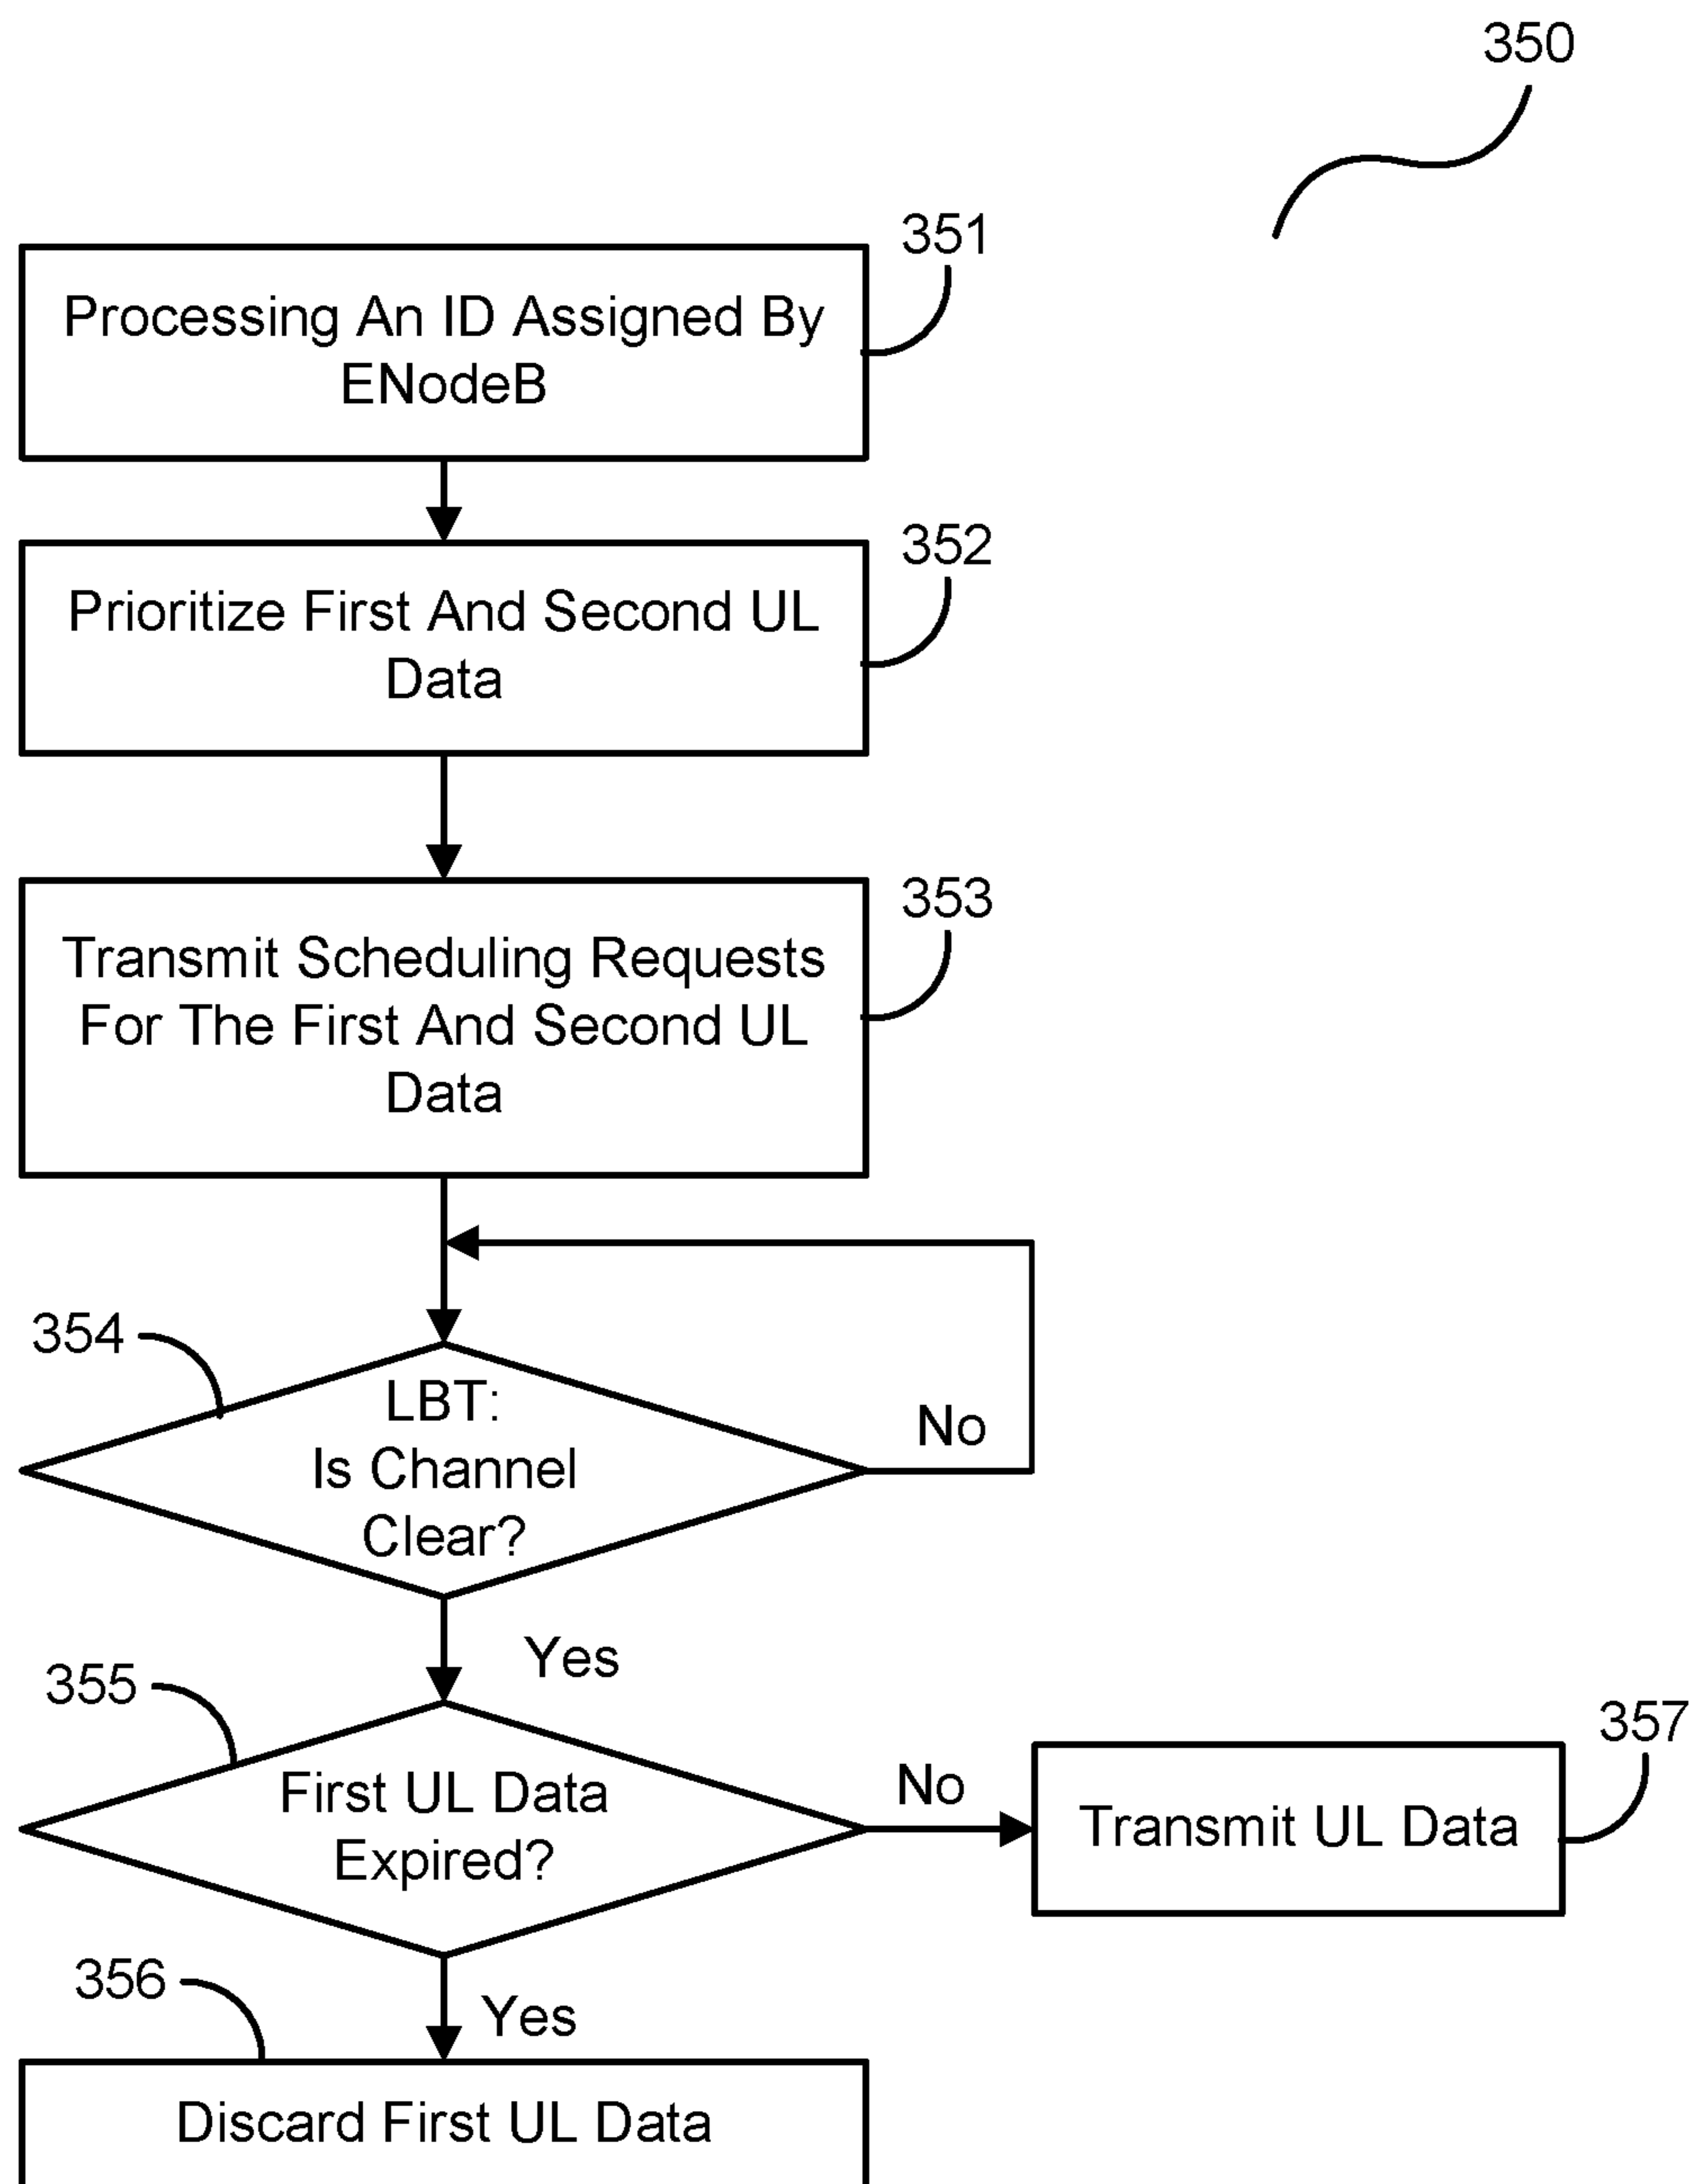 350
351
Processing An ID Assigned By
ENodeB
352
Prioritize First And Second UL
Data
353
Transmit Scheduling Requests
For The First And Second UL
Data
354
LBT:
Is Channel
Clear?
No
Yes
355
First UL Data
Expired?
No
357
Transmit UL Data
356
Yes
Discard First UL Data